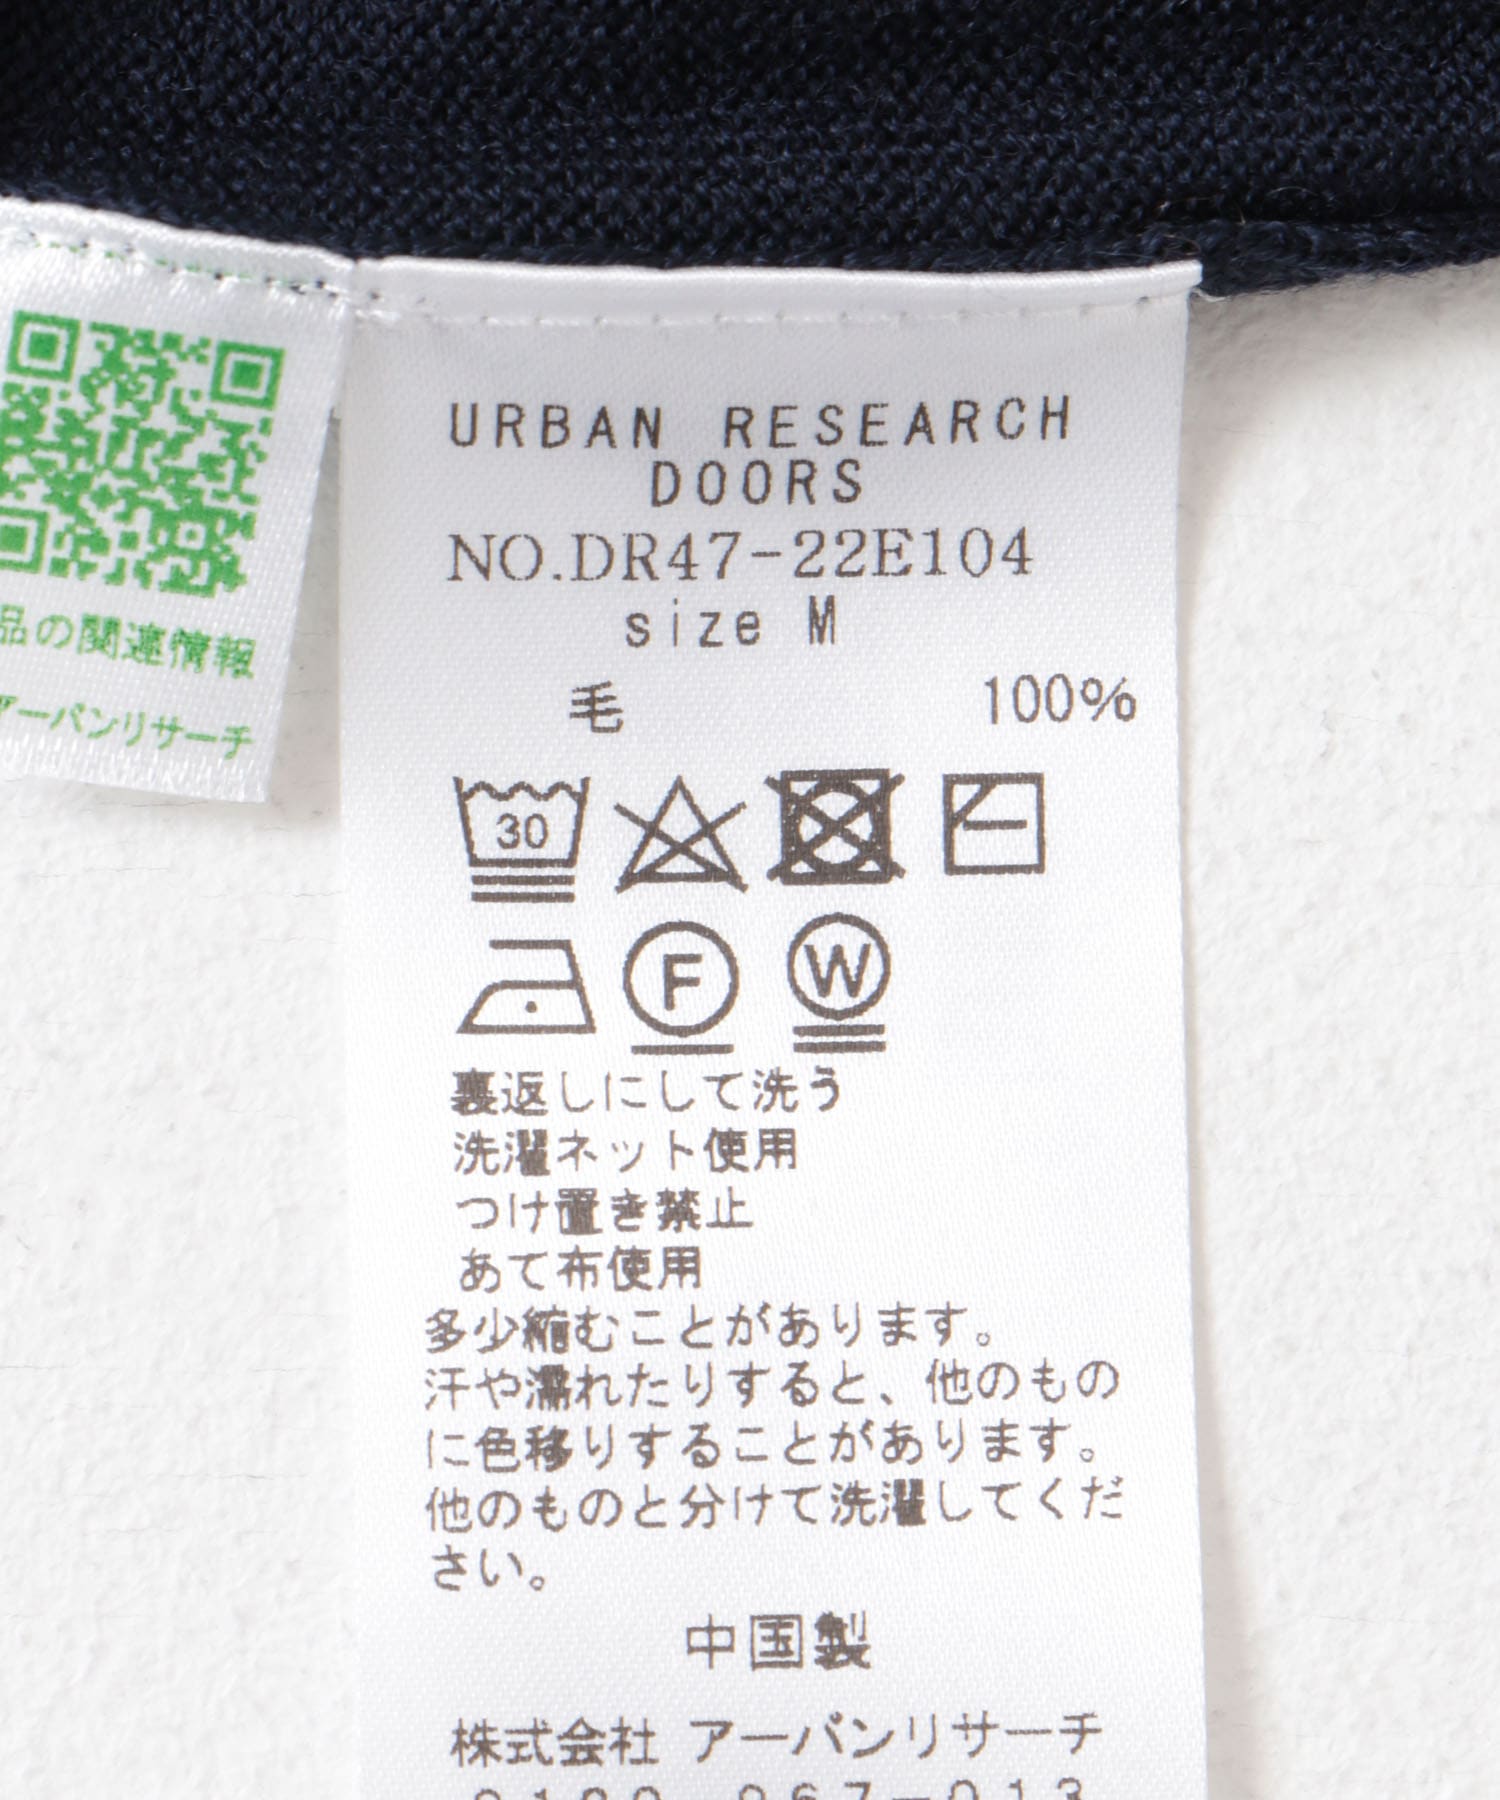 URBAN RESEARCH
DOORS
NO.DR47-22E104
size M
毛 100%
30
F
W
裏返しにして洗う
洗濯ネット使用
つけ置き禁止
あて布使用
多少縮むことがあります。
汗や濡れたりすると、他のもの
に色移りすることがあります。
他のものと分けて洗濯してくだ
さい。
中国製
株式会社 アーバンリサーチ
品の関連情報
アーバンリサーチ